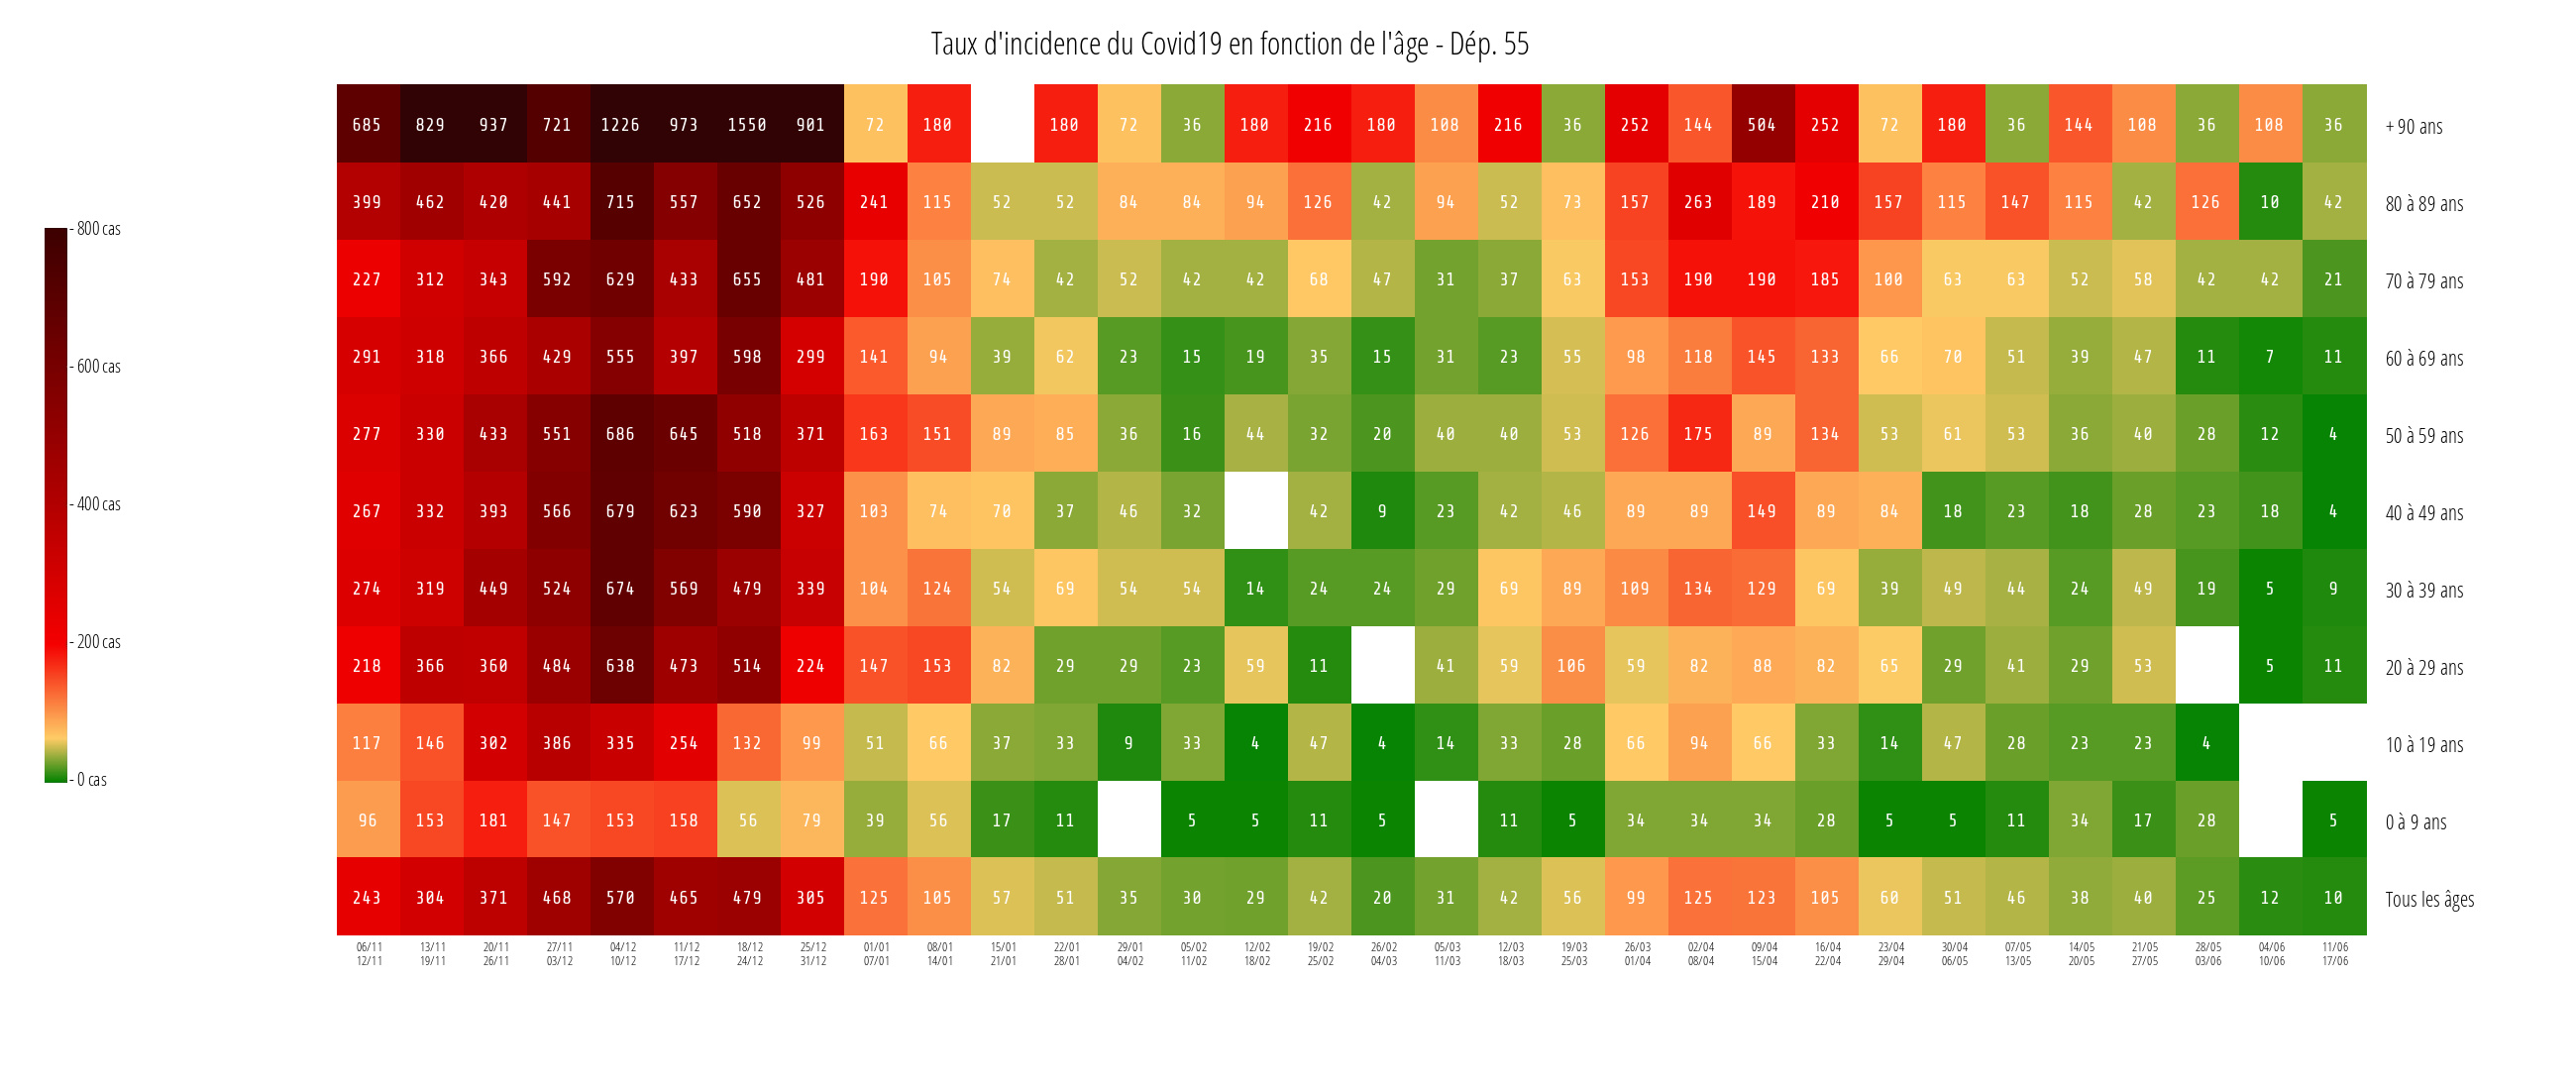 Taux d'incidence du Covid19 en fonction de l'âge - Dép. 55
685 829 937 721 1226 973 1550 901 72 180 180 72 36 180 216 180 108 216 36 252 144 504 252 72 180 36 144 108 36 108 36 + 90 ans
399 462 420 441 715 557 652 526 241 115 52 52 84 84 94 126 42 94 52 73 157 263 189 210 157 115 147 115 42 126 10 42 80 à 89 ans
227 312 343 592 629 433 655 481 190 105 74 42 52 42 42 68 47 31 37 63 153 190 190 185 100 63 63 52 58 42 42 21 70 à 79 ans
291 318 366 429 555 397 598 299 141 94 39 62 23 15 19 35 15 31 23 55 98 118 145 133 66 70 51 39 47 11 7 11 60 à 69 ans
277 330 433 551 686 645 518 371 163 151 89 85 36 16 44 32 20 40 40 53 126 175 89 134 53 61 53 36 40 28 12 4 50 à 59 ans
267 332 393 566 679 623 590 327 103 74 70 37 46 32 42 9 23 42 46 89 89 149 89 84 18 23 18 28 23 18 4 40 à 49 ans
274 319 449 524 674 569 479 339 104 124 54 69 54 54 14 24 24 29 69 89 109 134 129 69 39 49 44 24 49 19 5 9 30 à 39 ans
218 366 360 484 638 473 514 224 147 153 82 29 29 23 59 11 41 59 106 59 82 88 82 65 29 41 29 53 5 11 20 à 29 ans
117 146 302 386 335 254 132 99 51 66 37 33 9 33 4 47 4 14 33 28 66 94 66 33 14 47 28 23 23 4 10 à 19 ans
96 153 181 147 153 158 56 79 39 56 17 11 5 5 11 5 11 5 34 34 34 28 5 5 11 34 17 28 5 0 à 9 ans
243 304 371 468 570 465 479 305 125 105 57 51 35 30 29 42 20 31 42 56 99 125 123 105 60 51 46 38 40 25 12 10 Tous les âges
06/11 13/11 20/11 27/11 04/12 11/12 18/12 25/12 01/01 08/01 15/01 22/01 29/01 05/02 12/02 19/02 26/02 05/03 12/03 19/03 26/03 02/04 09/04 16/04 23/04 30/04 07/05 14/05 21/05 28/05 04/06 11/06
12/11 19/11 26/11 03/12 10/12 17/12 24/12 31/12 07/01 14/01 21/01 28/01 04/02 11/02 18/02 25/02 04/03 11/03 18/03 25/03 01/04 08/04 15/04 22/04 29/04 06/05 13/05 20/05 27/05 03/06 10/06 17/06
- 800 cas
- 600 cas
- 400 cas
- 200 cas
- 0 cas